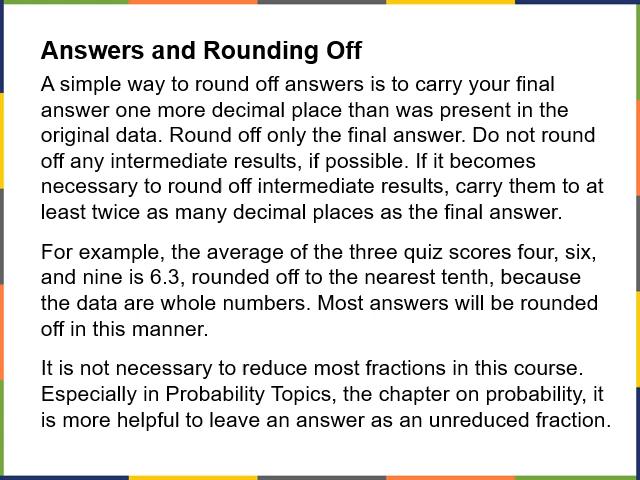 Answers and Rounding Off
A simple way to round off answers is to carry your final
answer one more decimal place than was present in the
original data. Round off only the final answer. Do not round
off any intermediate results, if possible. If it becomes
necessary to round off intermediate results, carry them to at
least twice as many decimal places as the final answer.
For example, the average of the three quiz scores four, six,
and nine is 6.3, rounded off to the nearest tenth, because
the data are whole numbers. Most answers will be rounded
off in this manner.
It is not necessary to reduce most fractions in this course.
Especially in Probability Topics, the chapter on probability, it
is more helpful to leave an answer as an unreduced fraction.